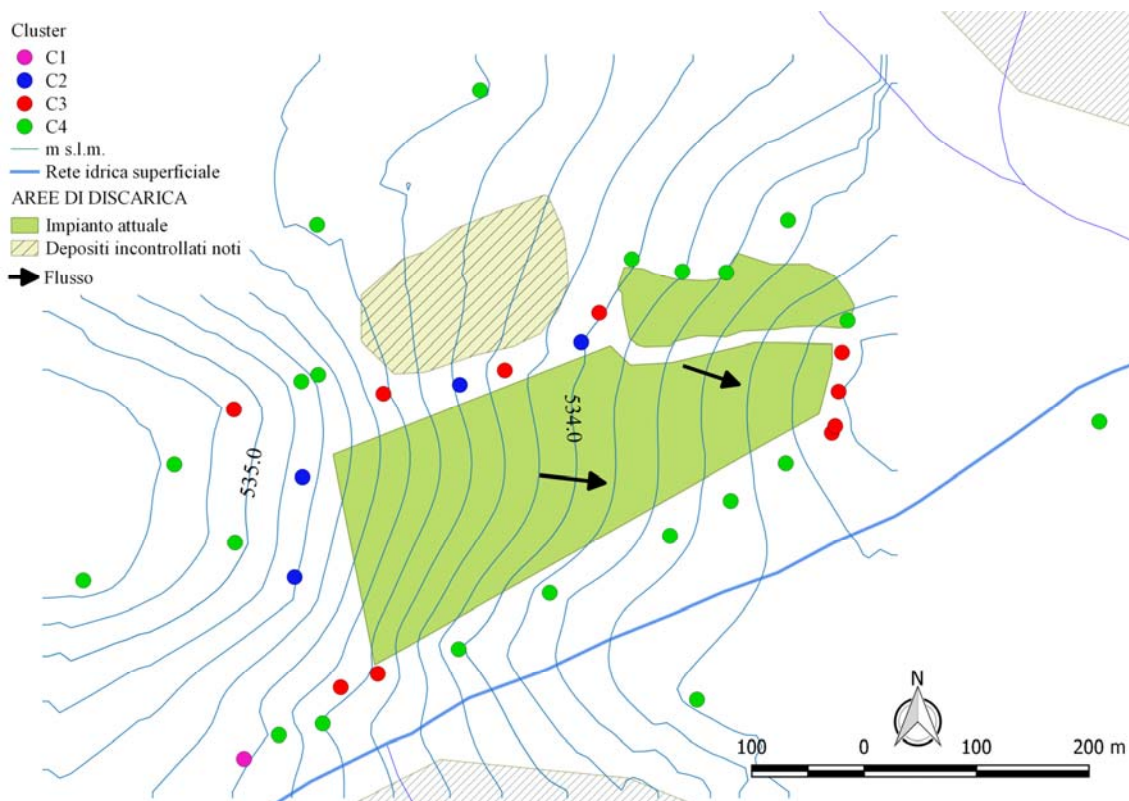 Cluster
C1
C2
C3
C4
m s.l.m.
Rete idrica superficiale
AREE DI DISCARICA
Impianto attuale
Depositi incontrollati noti
Flusso
534.0
535.0
N
100 0 100 200 m